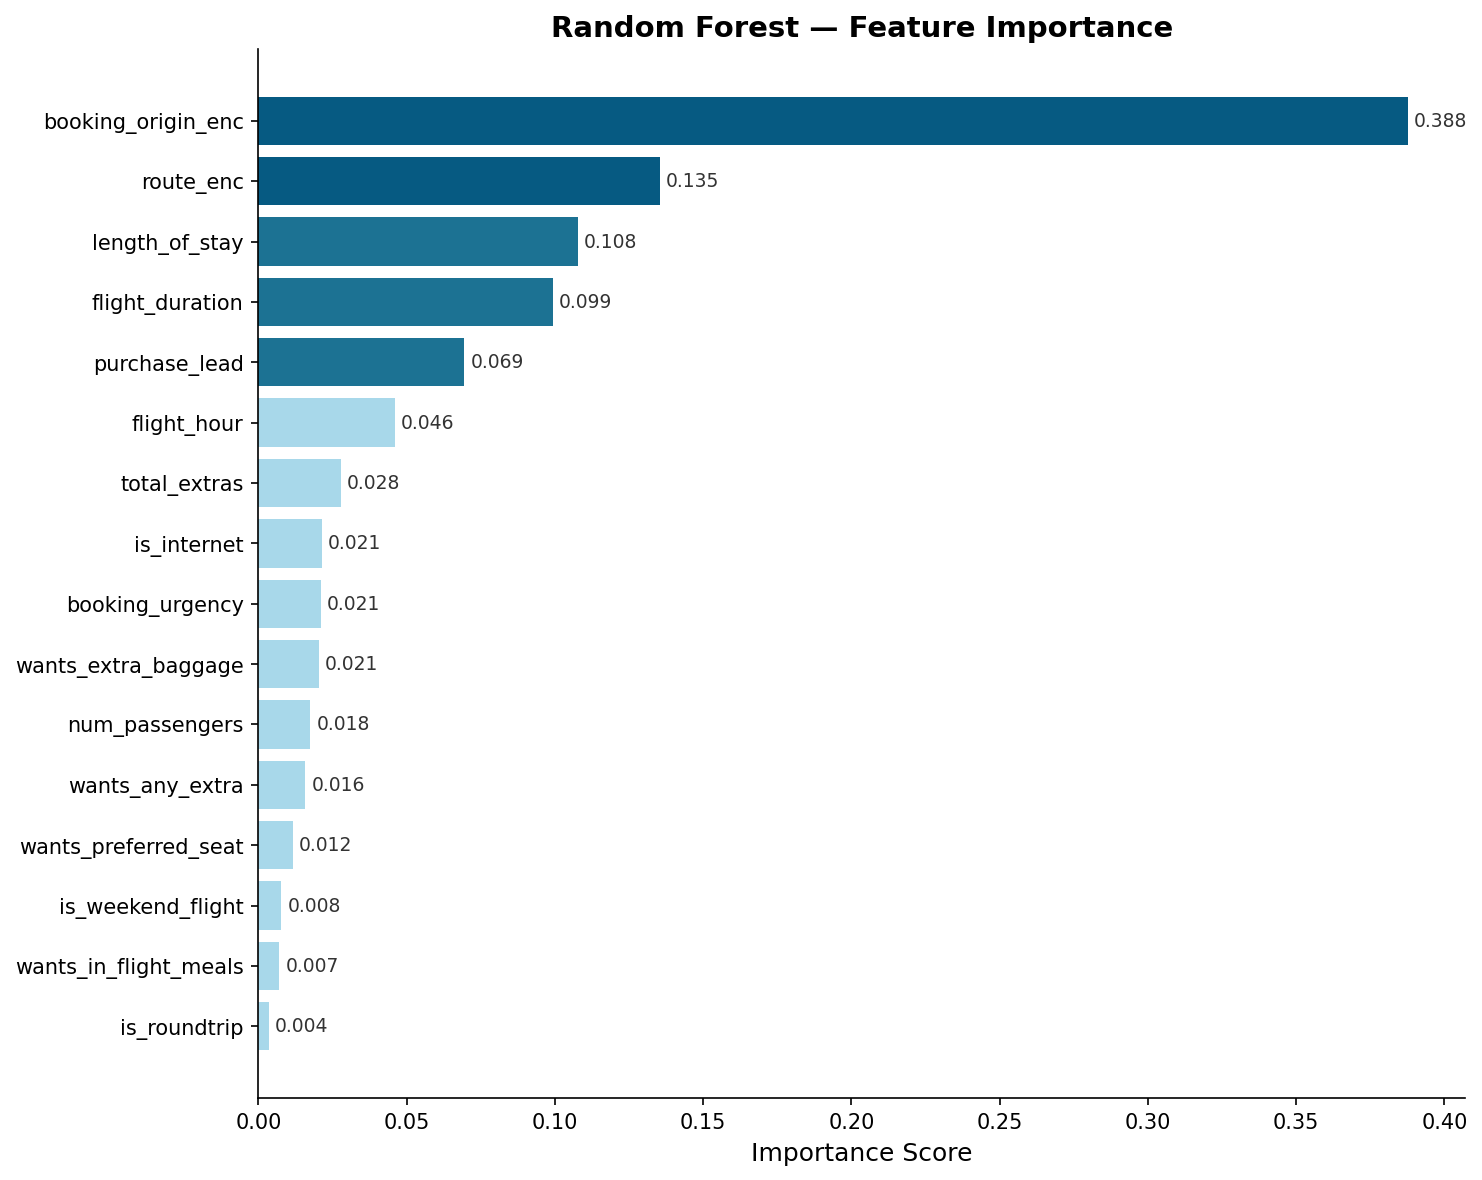 Random Forest — Feature Importance
booking_origin_enc 0.388
route_enc 0.135
length_of_stay 0.108
flight_duration 0.099
purchase_lead 0.069
flight_hour 0.046
total_extras 0.028
is_internet 0.021
booking_urgency 0.021
wants_extra_baggage 0.021
num_passengers 0.018
wants_any_extra 0.016
wants_preferred_seat 0.012
is_weekend_flight 0.008
wants_in_flight_meals 0.007
is_roundtrip 0.004
0.00 0.05 0.10 0.15 0.20 0.25 0.30 0.35 0.40
Importance Score